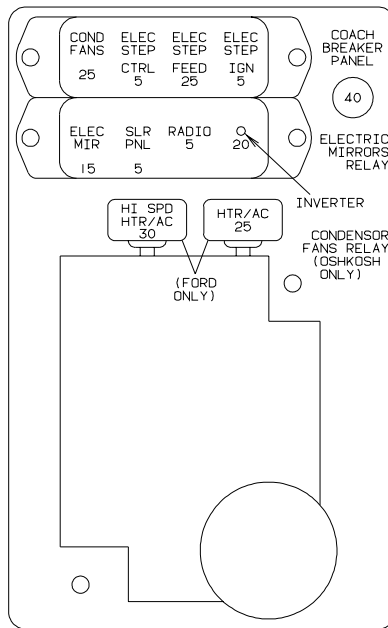 COND FANS 25
ELEC STEP CTRL 5
ELEC STEP FEED 25
ELEC STEP IGN 5
COACH BREAKER PANEL
40
ELEC MIR 15
SLR PNL 5
RADIO 5
20
ELECTRIC MIRRORS RELAY
INVERTER
HI SPD HTR/AC 30
HTR/AC 25
(FORD ONLY)
CONDENSOR FANS RELAY (OSHKOSH ONLY)